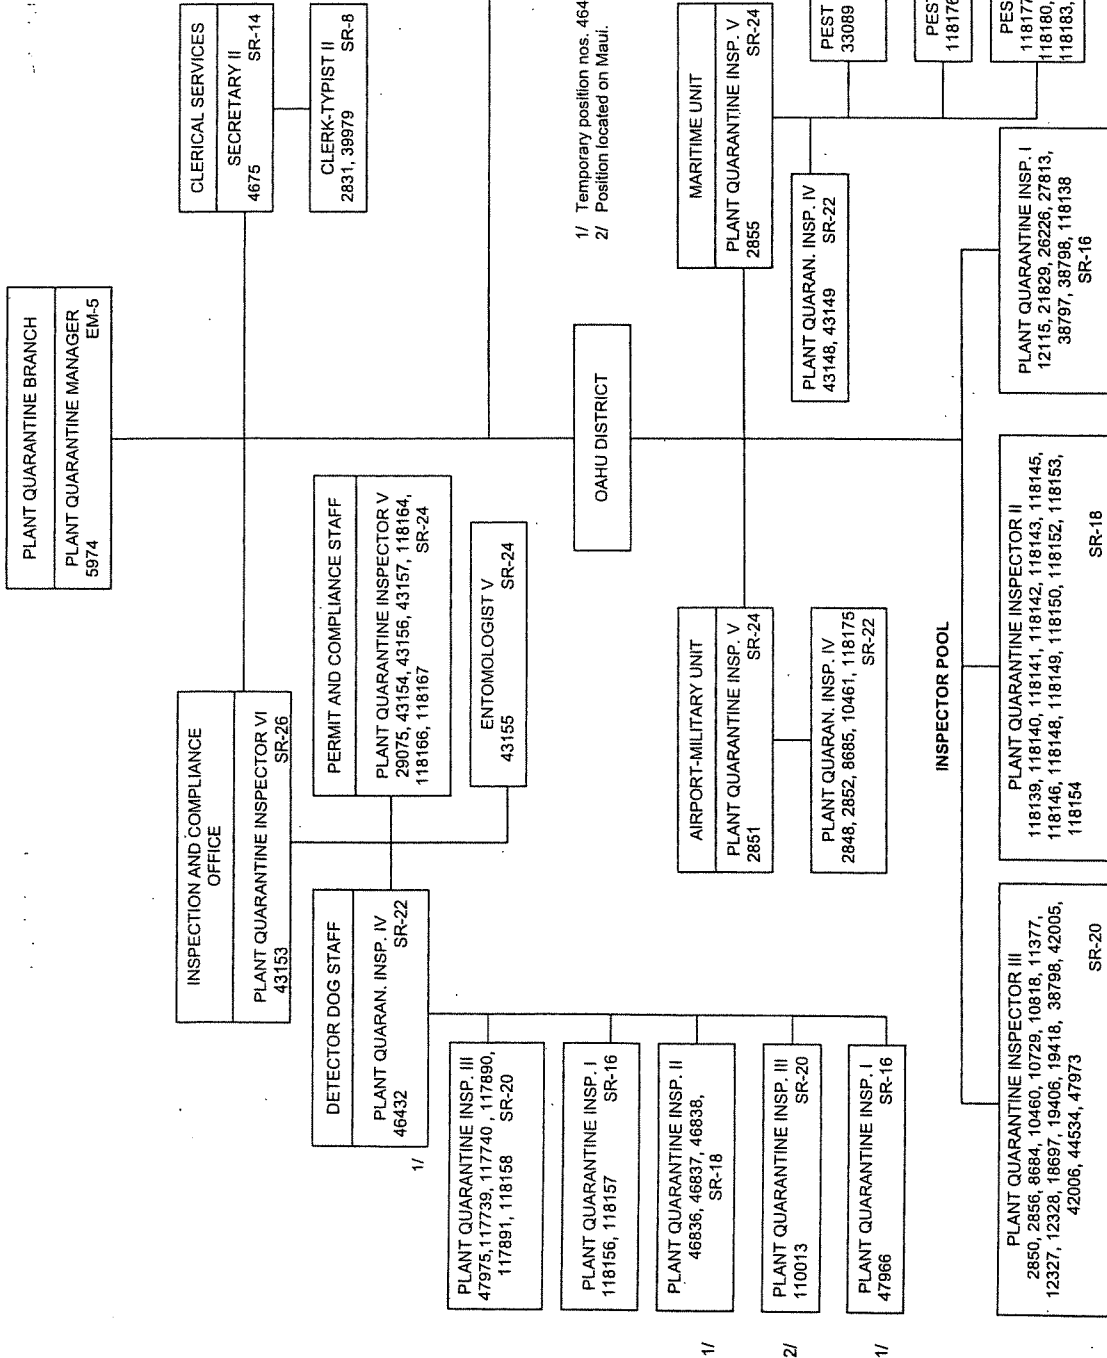 PLANT QUARANTINE BRANCH
PLANT QUARANTINE MANAGER
5974 EM-5
CLERICAL SERVICES
SECRETARY II
4675 SR-14
CLERK-TYPIST II
2831, 39979 SR-8
INSPECTION AND COMPLIANCE
OFFICE
PLANT QUARANTINE INSPECTOR VI
43153 SR-26
DETECTOR DOG STAFF
PLANT QUARAN. INSP. IV
46432 SR-22
1/
PERMIT AND COMPLIANCE STAFF
PLANT QUARANTINE INSPECTOR V
29075, 43154, 43156, 43157, 118164,
118166, 118167 SR-24
ENTOMOLOGIST V
43155 SR-24
PLANT QUARANTINE INSP. III
47975,117739, 117740 , 117890,
117891, 118158 SR-20
PLANT QUARANTINE INSP. I
118156, 118157 SR-16
1/
PLANT QUARANTINE INSP. II
46836, 46837, 46838,
SR-18
2/
PLANT QUARANTINE INSP. III
110013 SR-20
1/
PLANT QUARANTINE INSP. I
47966 SR-16
1/ Temporary position nos. 464
2/ Position located on Maui.
OAHU DISTRICT
AIRPORT-MILITARY UNIT
PLANT QUARANTINE INSP. V
2851 SR-24
PLANT QUARAN. INSP. IV
2848, 2852, 8685, 10461, 118175
SR-22
MARITIME UNIT
PLANT QUARANTINE INSP. V
2855 SR-24
PLANT QUARAN. INSP. IV
43148, 43149 SR-22
PEST
33089
PEST
118176
PES
118177
118180,
118183,
INSPECTOR POOL
PLANT QUARANTINE INSPECTOR III
2850, 2856, 8684, 10460, 10729, 10818, 11377,
12327, 12328, 18697, 19406, 19418, 38798, 42005,
42006, 44534, 47973
SR-20
PLANT QUARANTINE INSPECTOR II
118139, 118140, 118141, 118142, 118143, 118145,
118146, 118148, 118149, 118150, 118152, 118153,
118154
SR-18
PLANT QUARANTINE INSP. I
12115, 21829, 26226, 27813,
38797, 38798, 118138
SR-16